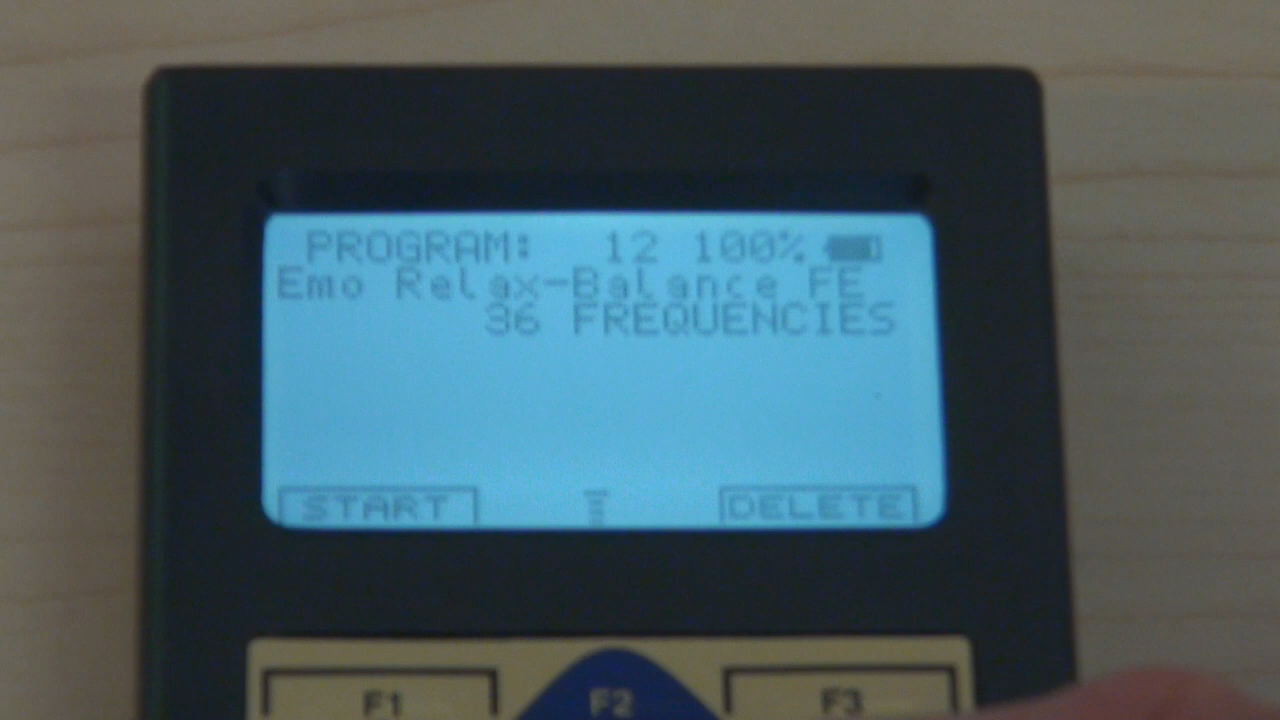 PROGRAM: 12 100%
Emo Relax-Balance FE
36 FREQUENCIES
START DELETE
F1 F2 F3